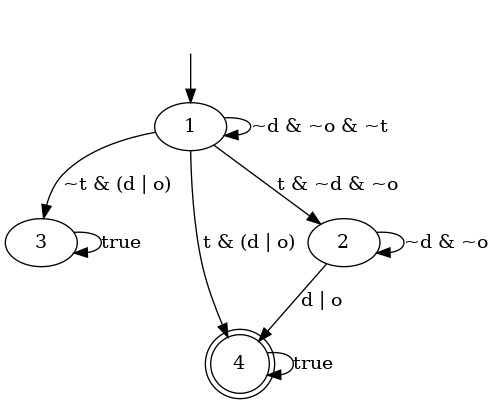 1
~d & ~o & ~t
~t & (d | o)
t & ~d & ~o
3
true
t & (d | o)
2
~d & ~o
d | o
4
true